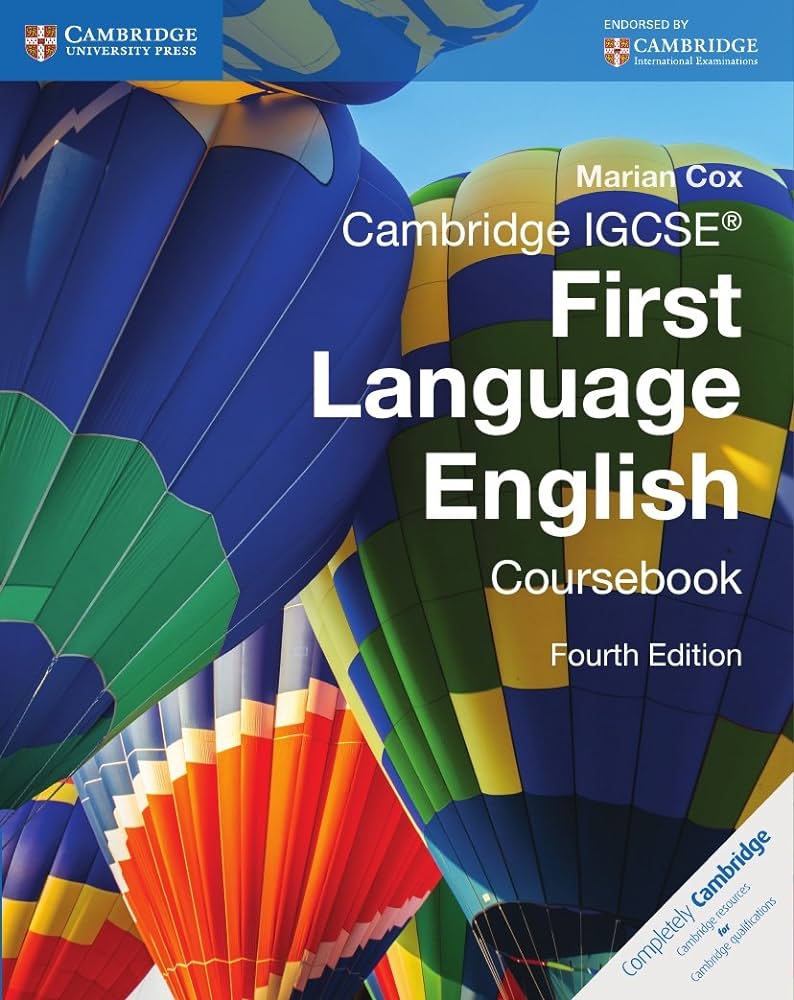 CAMBRIDGE
UNIVERSITY PRESS
ENDORSED BY
CAMBRIDGE
International Examinations
Marian Cox
Cambridge IGCSE®
First
Language
English
Coursebook
Fourth Edition
Completely Cambridge
Cambridge resources
for
Cambridge qualifications